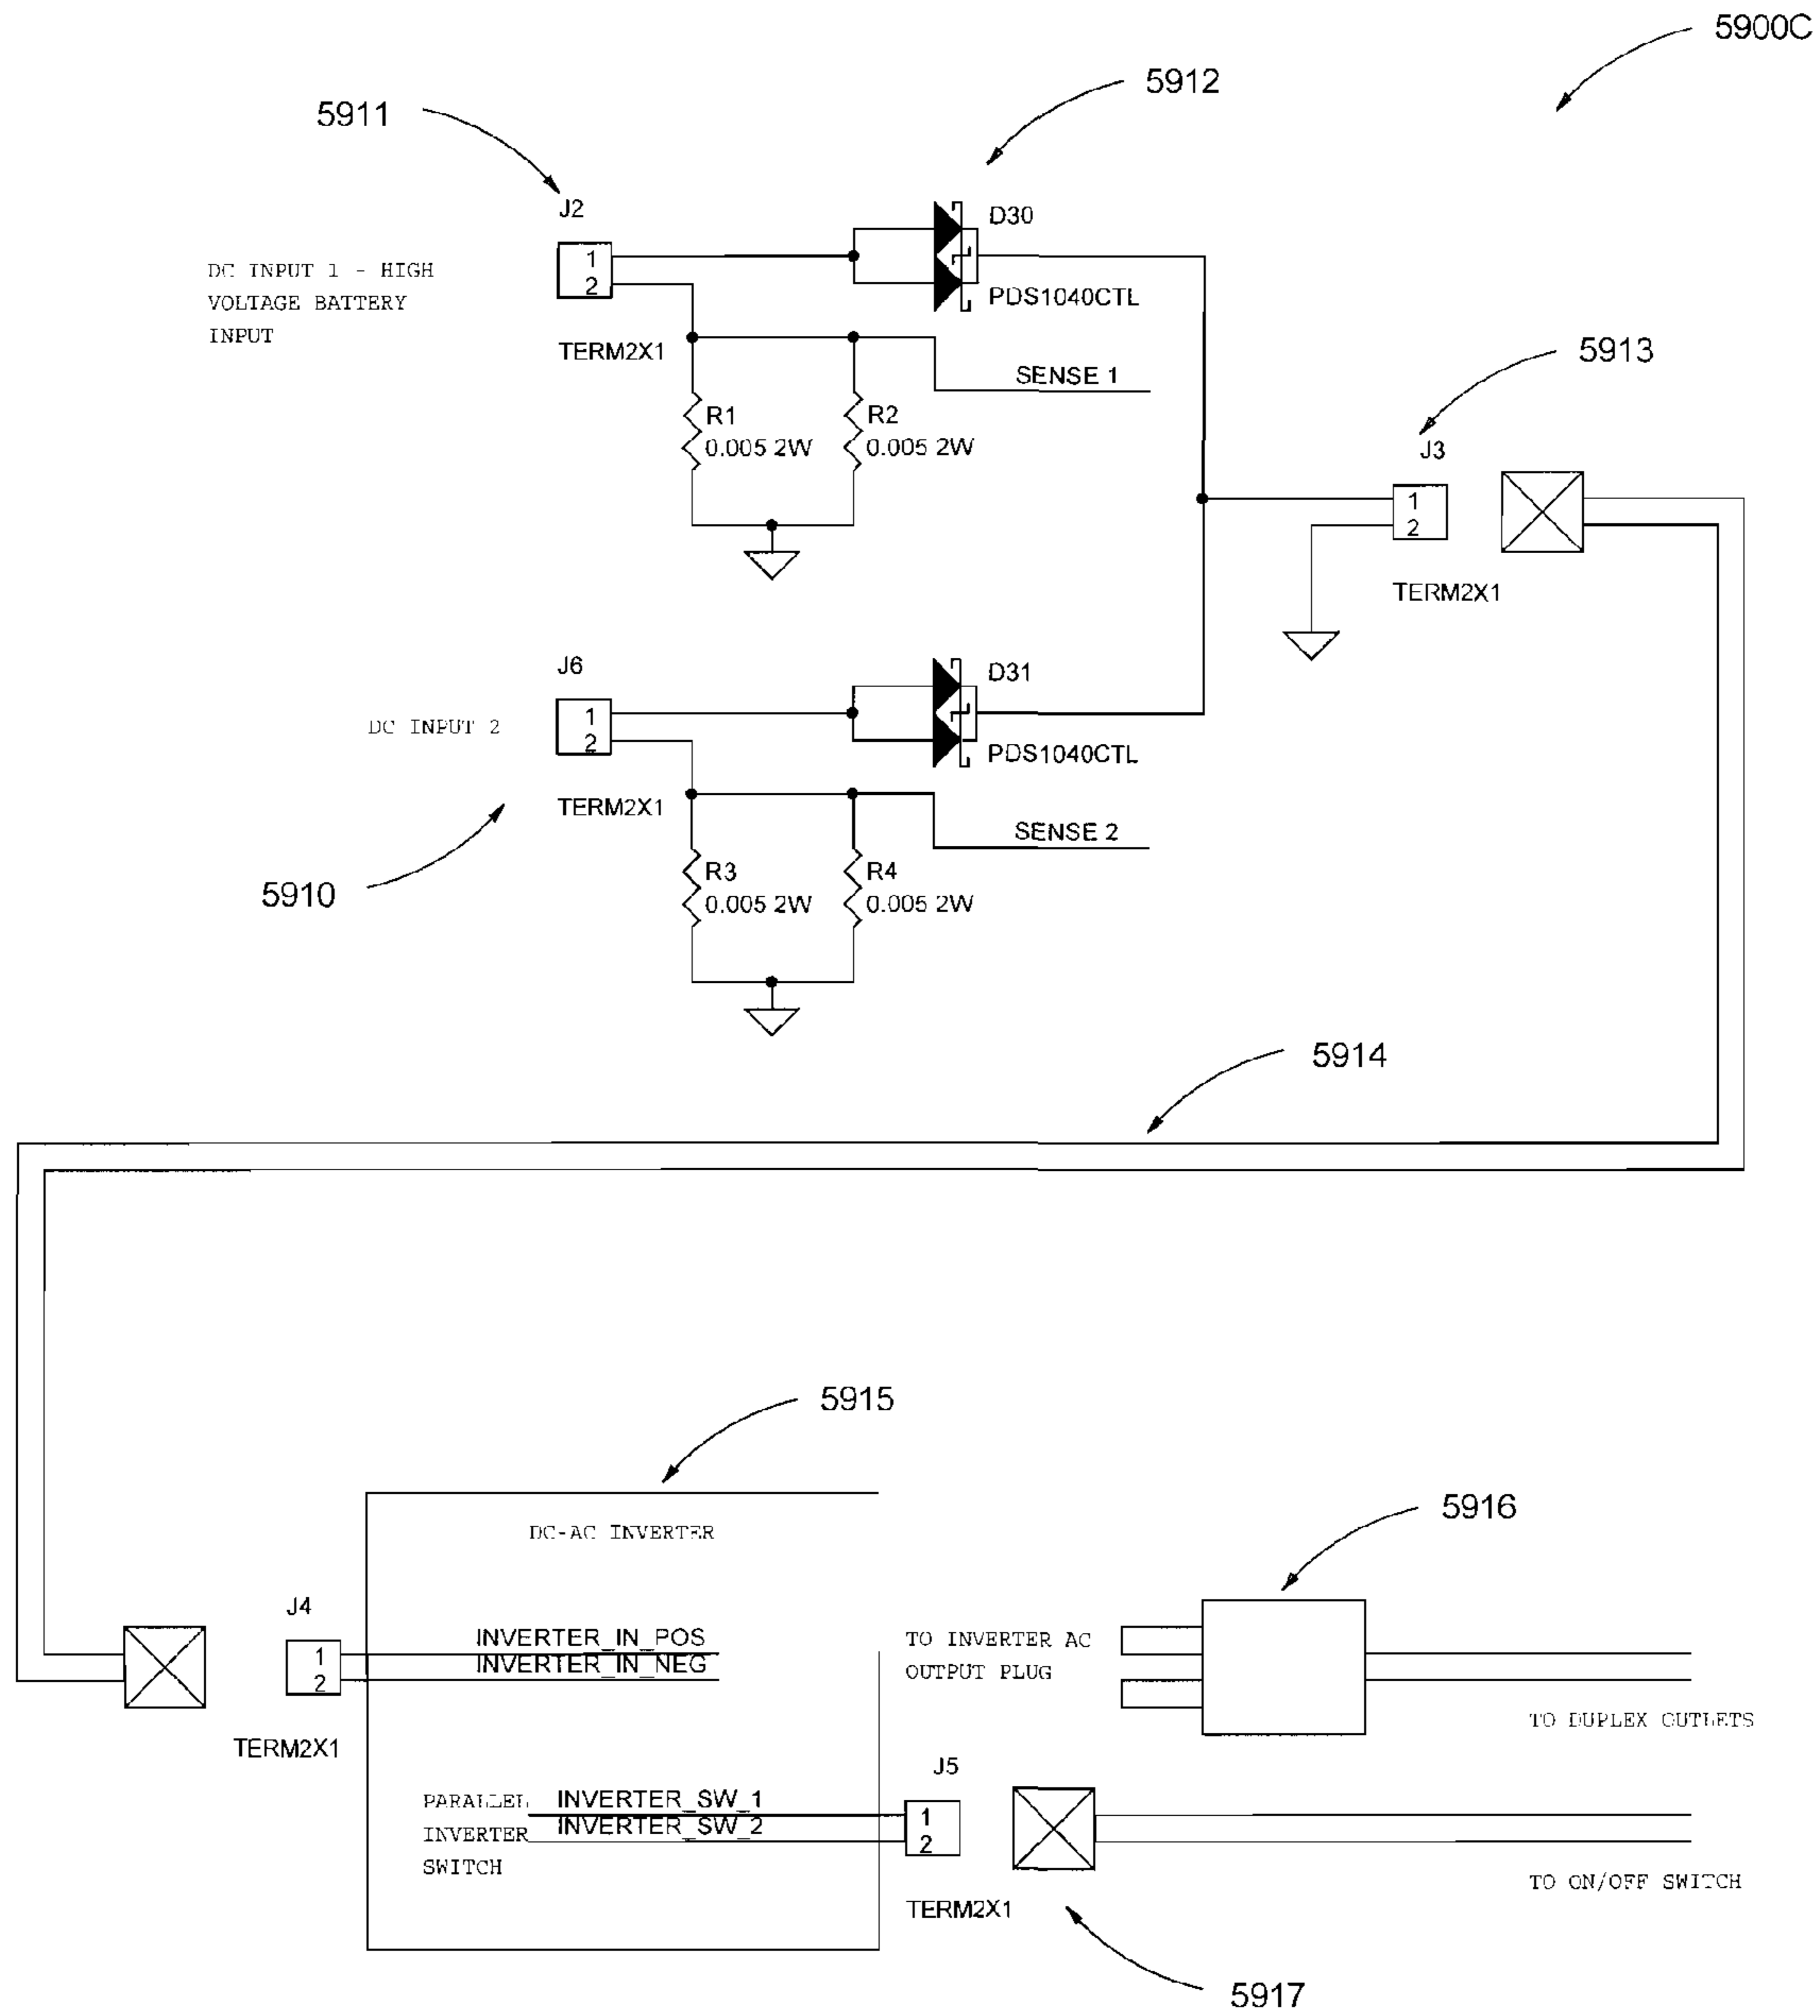 5900C
5912
5911
J2
D30
1
2
DC INPUT 1 - HIGH
VOLTAGE BATTERY
INPUT
PDS1040CTL
TERM2X1
SENSE 1
5913
R1
0.005 2W
R2
0.005 2W
J3
1
2
TERM2X1
J6
D31
1
2
DC INPUT 2
PDS1040CTL
TERM2X1
SENSE 2
5910
R3
0.005 2W
R4
0.005 2W
5914
5915
DC-AC INVERTER
5916
J4
1
2
INVERTER_IN_POS
INVERTER_IN_NEG
TERM2X1
TO INVERTER AC
OUTPUT PLUG
TO DUPLEX OUTLETS
J5
PARALLEL
INVERTER
SWITCH
INVERTER_SW_1
INVERTER_SW_2
1
2
TERM2X1
TO ON/OFF SWITCH
5917